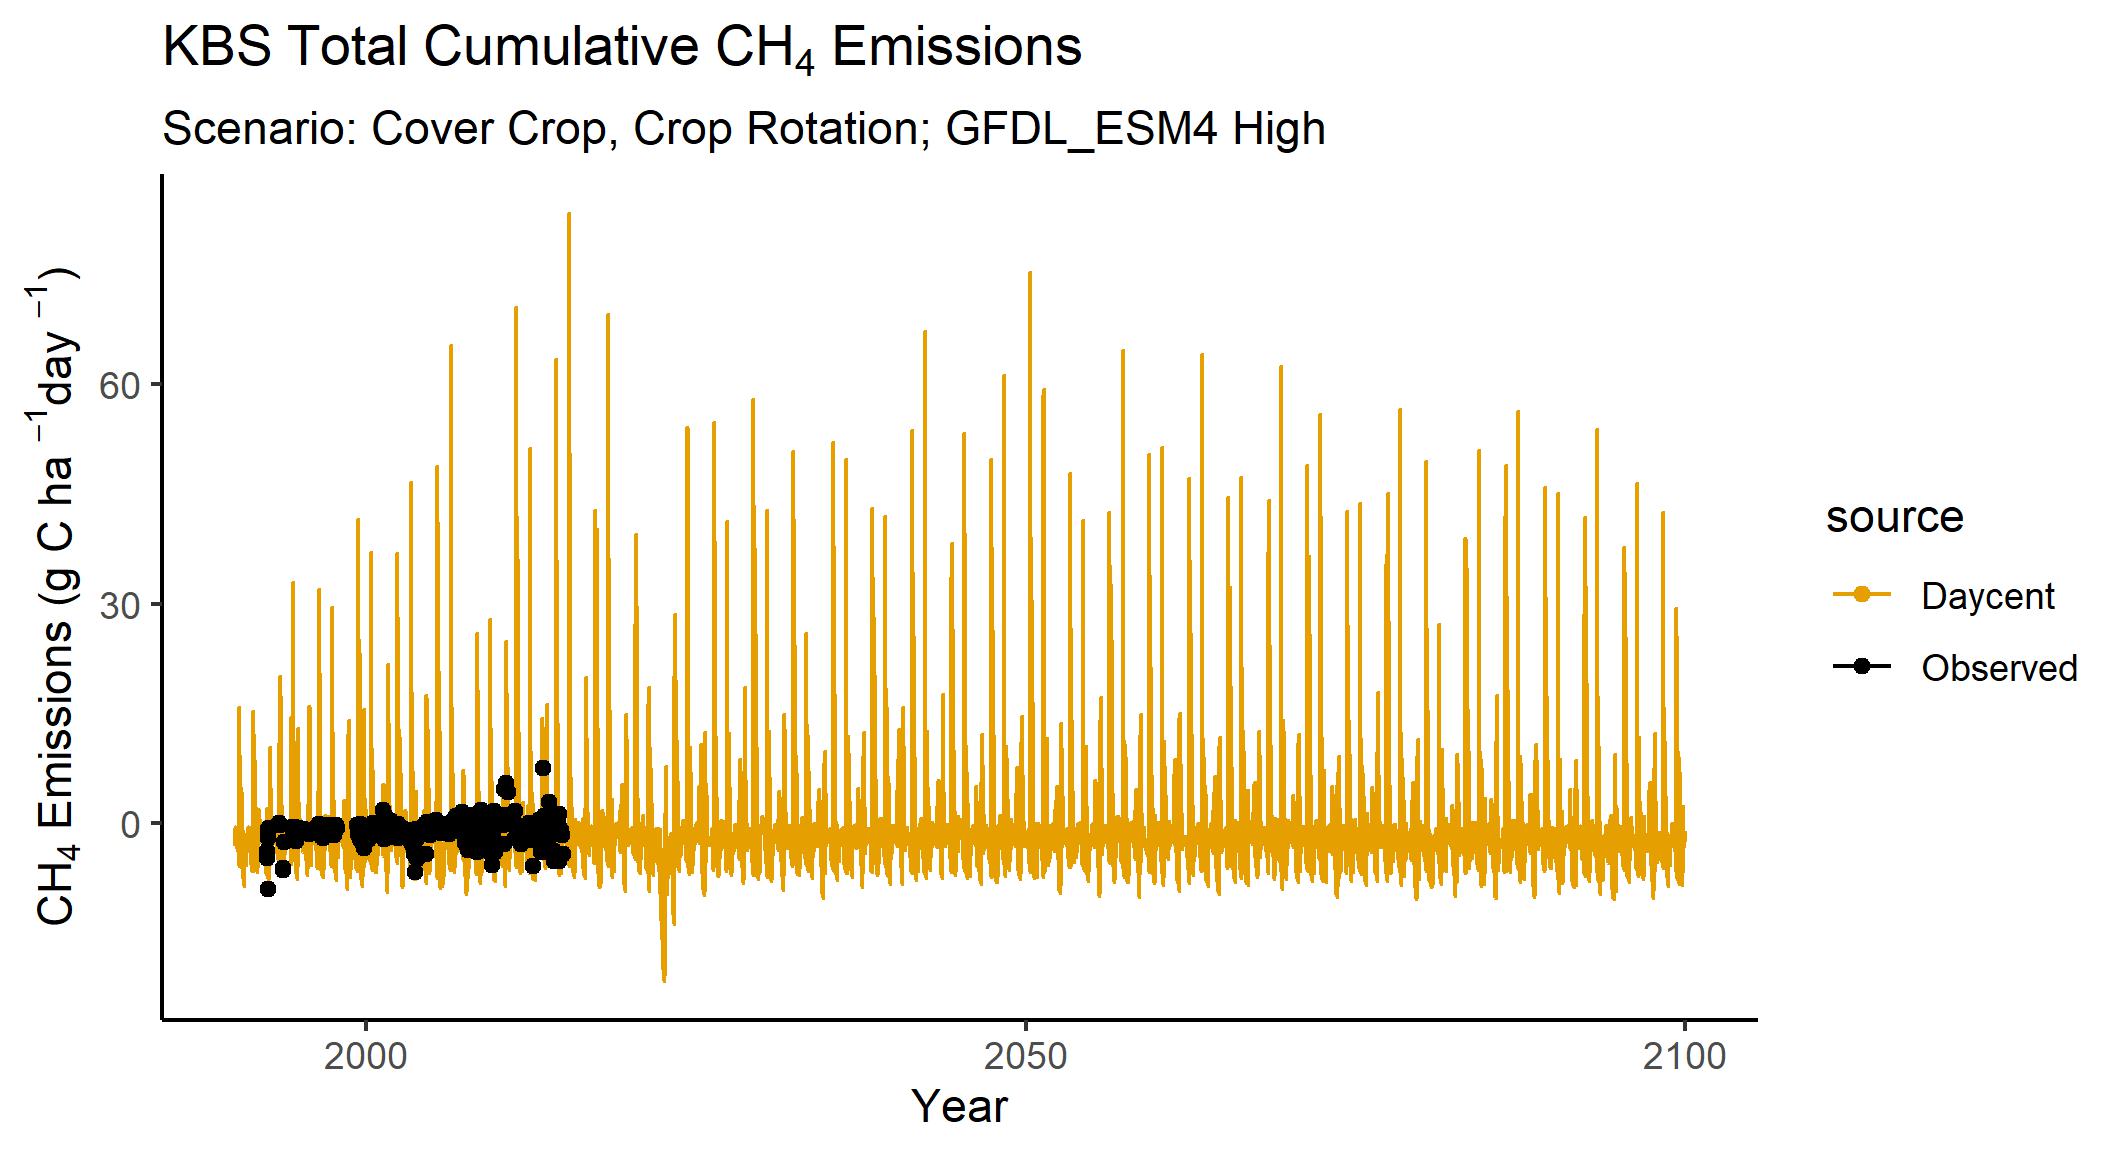 KBS Total Cumulative CH₄ Emissions
Scenario: Cover Crop, Crop Rotation; GFDL_ESM4 High
CH₄ Emissions (g C ha ⁻¹day ⁻¹)
60
30
0
2000
2050
2100
Year
source
Daycent
Observed